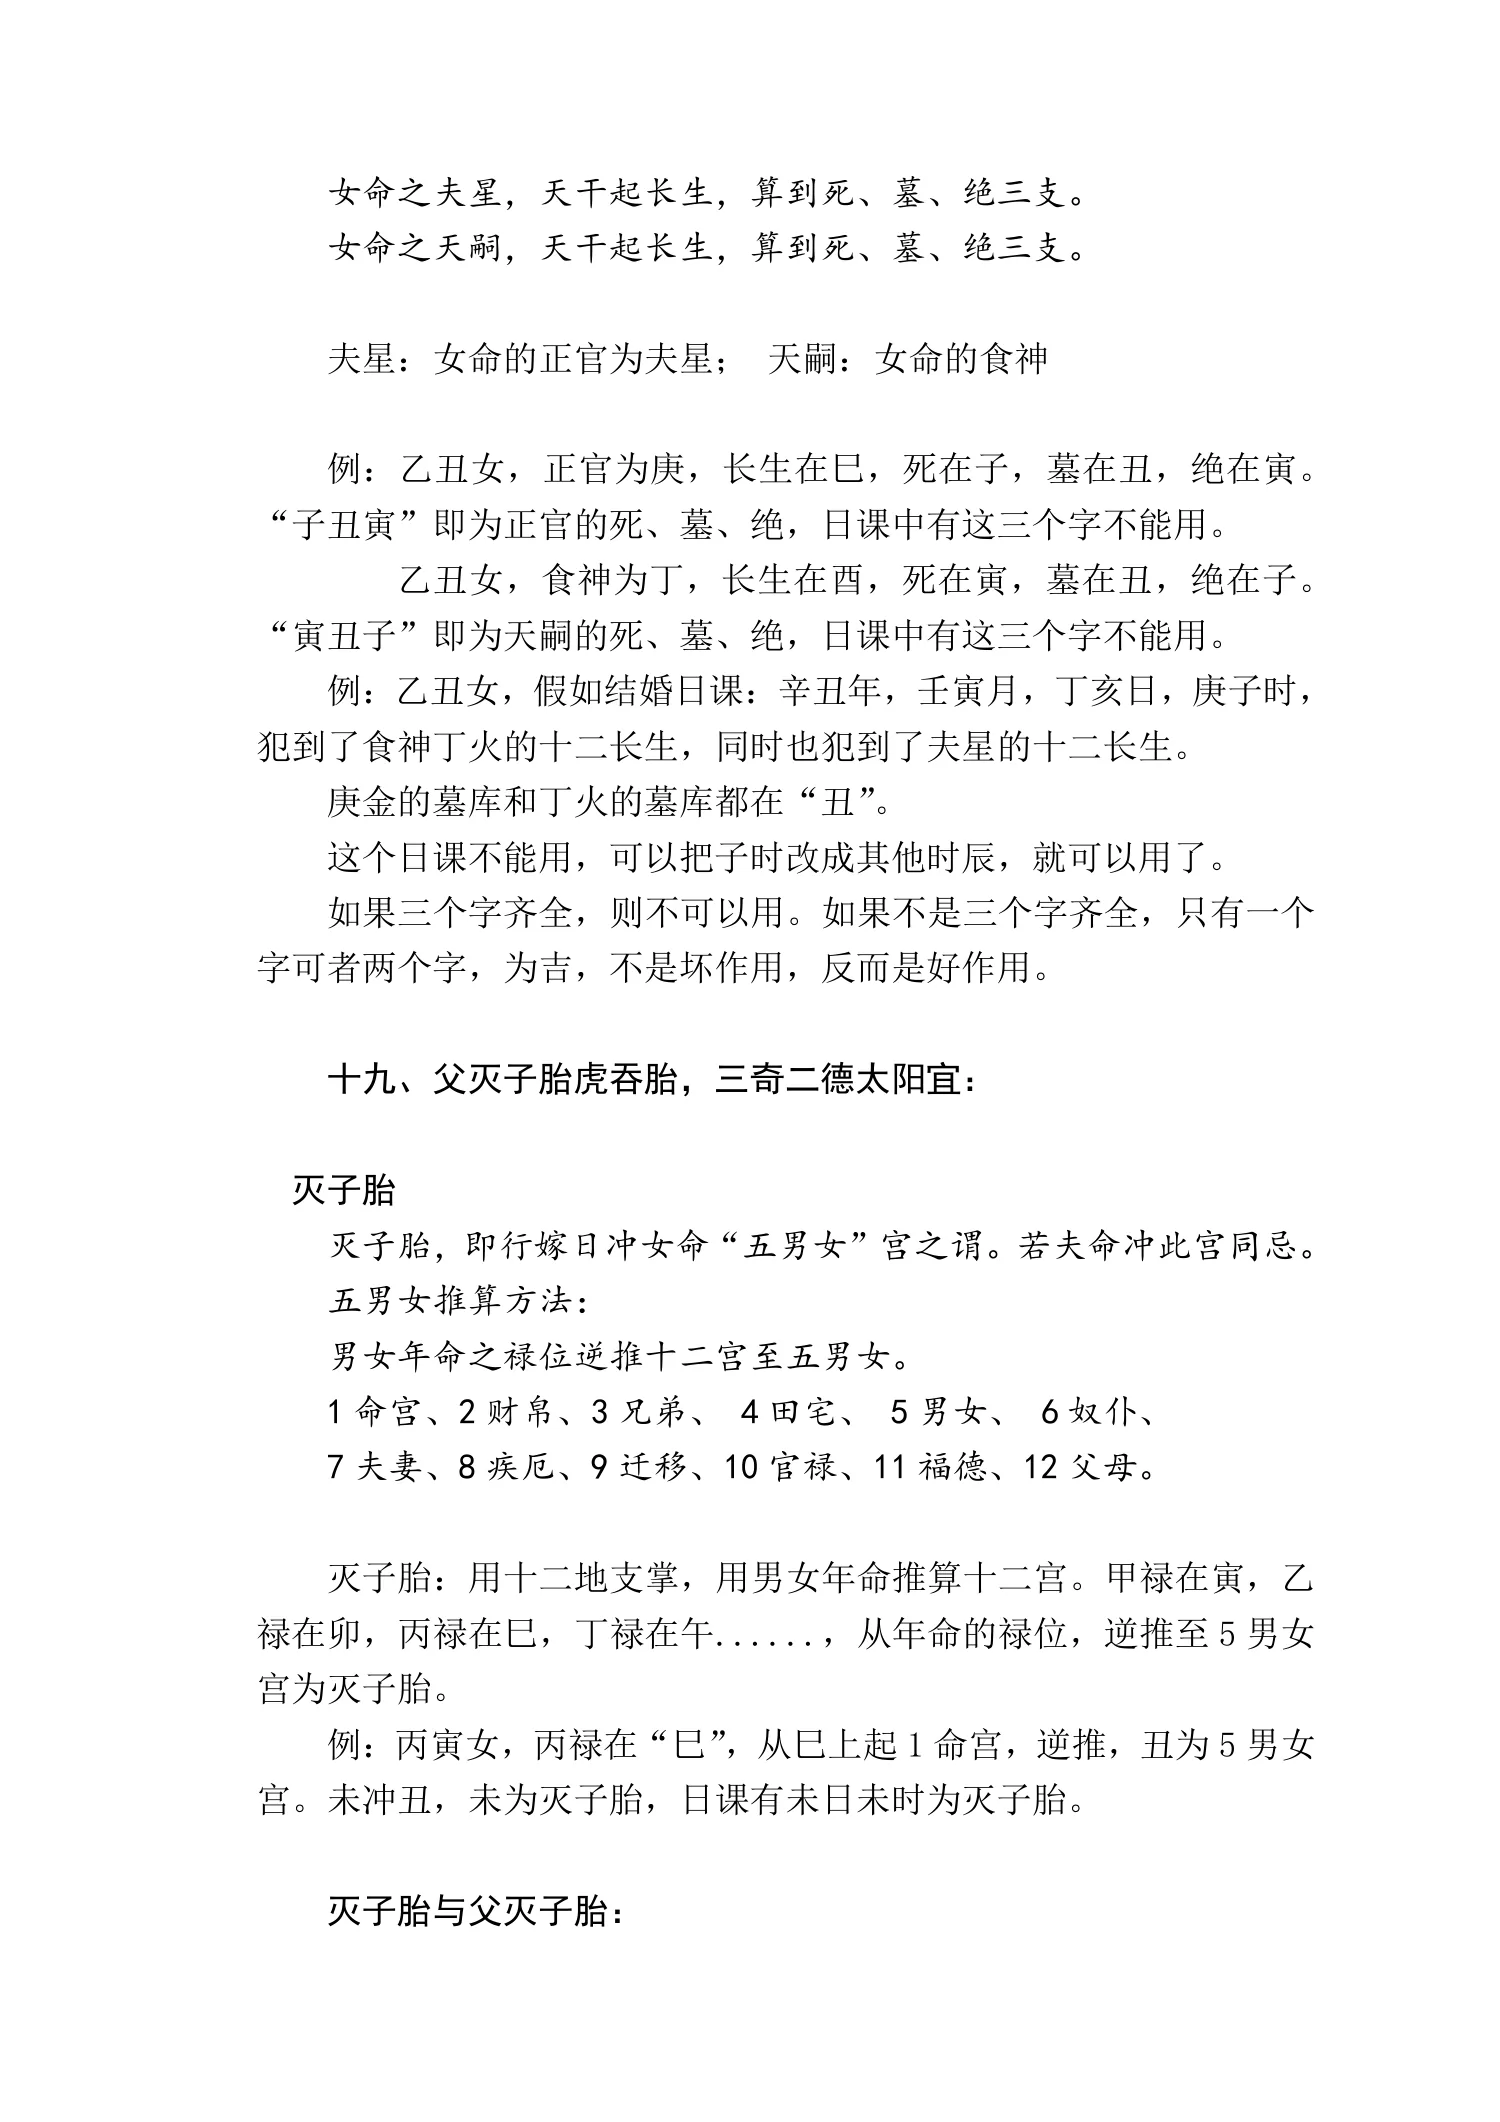 女命之夫星，天干起长生，算到死、墓、绝三支。
女命之天嗣，天干起长生，算到死、墓、绝三支。
夫星：女命的正官为夫星； 天嗣：女命的食神
例：乙丑女，正官为庚，长生在巳，死在子，墓在丑，绝在寅。
“子丑寅”即为正官的死、墓、绝，日课中有这三个字不能用。
乙丑女，食神为丁，长生在酉，死在寅，墓在丑，绝在子。
“寅丑子”即为天嗣的死、墓、绝，日课中有这三个字不能用。
例：乙丑女，假如结婚日课：辛丑年，壬寅月，丁亥日，庚子时，
犯到了食神丁火的十二长生，同时也犯到了夫星的十二长生。
庚金的墓库和丁火的墓库都在“丑”。
这个日课不能用，可以把子时改成其他时辰，就可以用了。
如果三个字齐全，则不可以用。如果不是三个字齐全，只有一个
字可者两个字，为吉，不是坏作用，反而是好作用。
十九、父灭子胎虎吞胎，三奇二德太阳宜：
灭子胎
灭子胎，即行嫁日冲女命“五男女”宫之谓。若夫命冲此宫同忌。
五男女推算方法：
男女年命之禄位逆推十二宫至五男女。
1 命宫、2 财帛、3 兄弟、 4 田宅、 5 男女、 6 奴仆、
7 夫妻、8 疾厄、9 迁移、10 官禄、11 福德、12 父母。
灭子胎：用十二地支掌，用男女年命推算十二宫。甲禄在寅，乙
禄在卯，丙禄在巳，丁禄在午......，从年命的禄位，逆推至 5 男女
宫为灭子胎。
例：丙寅女，丙禄在“巳”，从巳上起 1 命宫，逆推，丑为 5 男女
宫。未冲丑，未为灭子胎，日课有未日未时为灭子胎。
灭子胎与父灭子胎：